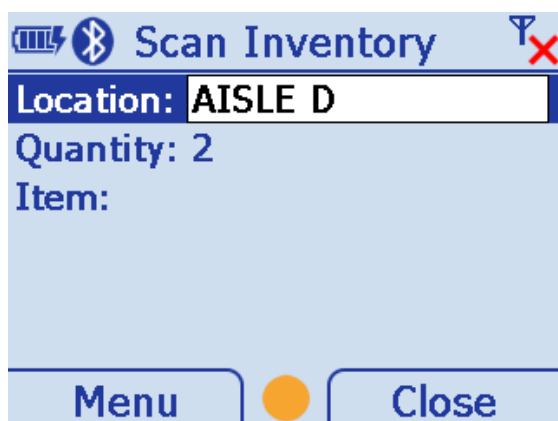 Scan Inventory
Location: AISLE D
Quantity: 2
Item:
Menu Close